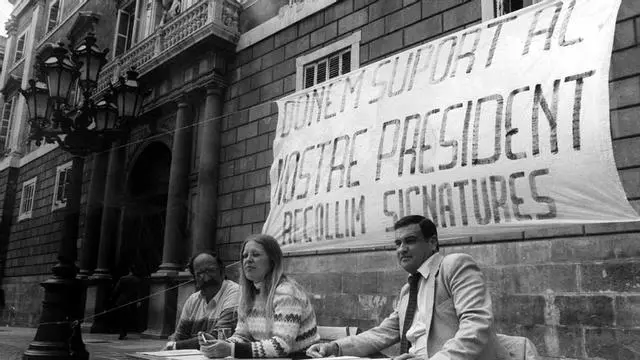 DONEM SUPORT AL
NOSTRE PRESIDENT
RECOLLIM SIGNATURES